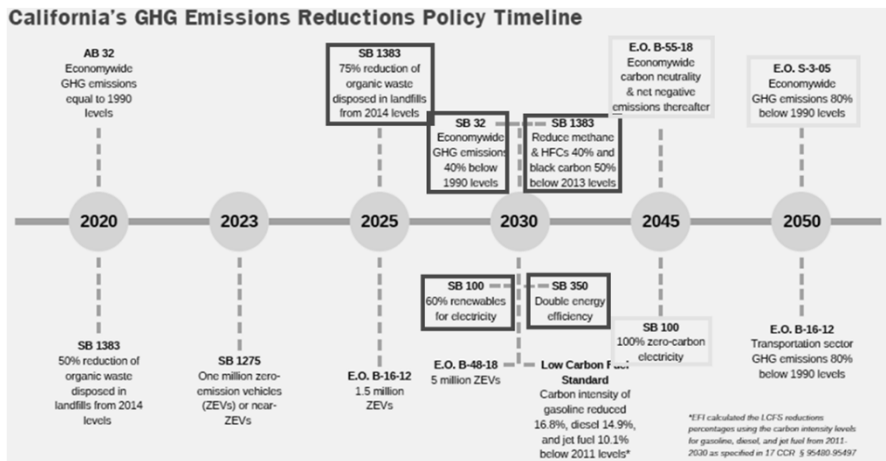 California's GHG Emissions Reductions Policy Timeline
AB 32
Economywide
GHG emissions
equal to 1990
levels
SB 1383
75% reduction of
organic waste
disposed in landfills
from 2014 levels
SB 32
Economywide
GHG emissions
40% below
1990 levels
SB 1383
Reduce methane
& HFCs 40% and
black carbon 50%
below 2013 levels
E.O. B-55-18
Economywide
carbon neutrality
& net negative
emissions thereafter
E.O. S-3-05
Economywide
GHG emissions 80%
below 1990 levels
2020
2023
2025
2030
2045
2050
SB 1383
50% reduction of
organic waste
disposed in
landfills from 2014
levels
SB 1275
One million zero-
emission vehicles
(ZEVs) or near-
ZEVs
E.O. B-16-12
1.5 million
ZEVs
SB 100
60% renewables
for electricity
SB 350
Double energy
efficiency
E.O. B-48-18
5 million ZEVs
Low Carbon Fuel
Standard
Carbon intensity of
gasoline reduced
16.8%, diesel 14.9%,
and jet fuel 10.1%
below 2011 levels*
SB 100
100% zero-carbon
electricity
E.O. B-16-12
Transportation sector
GHG emissions 80%
below 1990 levels
*EFI calculated the LCFS reductions
percentages using the carbon intensity levels
for gasoline, diesel, and jet fuel from 2011-
2030 as specified in 17 CCR § 95480-95497